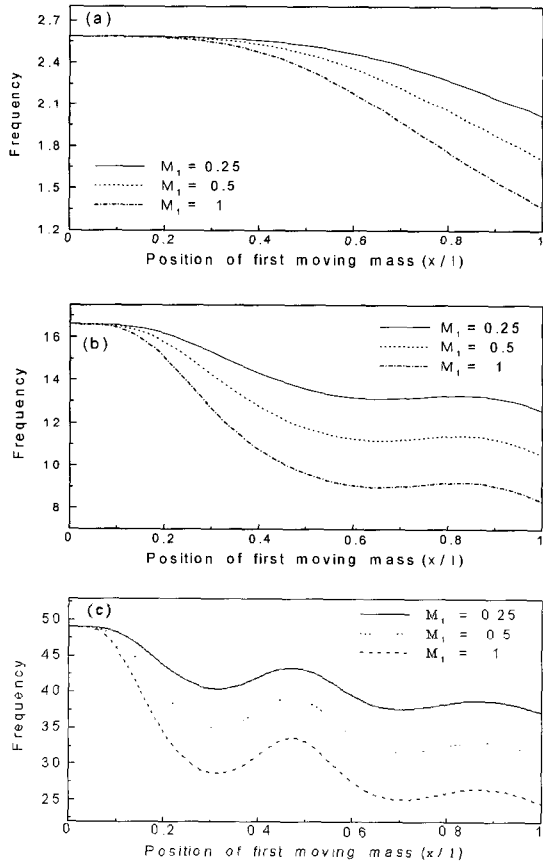 (a)
2.7
2.4
2.1
1.8
1.5
1.2
Frequency
M1 = 0.25
M1 = 0.5
M1 = 1
0 0.2 0.4 0.6 0.8 1
Position of first moving mass (x/l)
(b)
16
14
13
11
9
8
Frequency
M1 = 0.25
M1 = 0.5
M1 = 1
0 0.2 0.4 0.6 0.8 1
Position of first moving mass (x/l)
(c)
50
45
40
35
30
25
Frequency
M1 = 0 25
M1 = 0 5
M1 = 1
0 0.2 0.4 0 6 0 8 1
Position of first moving mass (x/l)